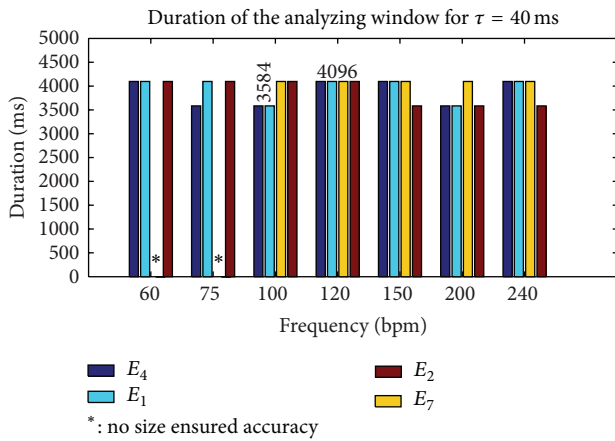 Duration of the analyzing window for τ = 40 ms
5000
4500
4000
3500
3000
2500
2000
1500
1000
500
0
Duration (ms)
3584
4096
*
*
60 75 100 120 150 200 240
Frequency (bpm)
E4 E2
E1 E7
*: no size ensured accuracy